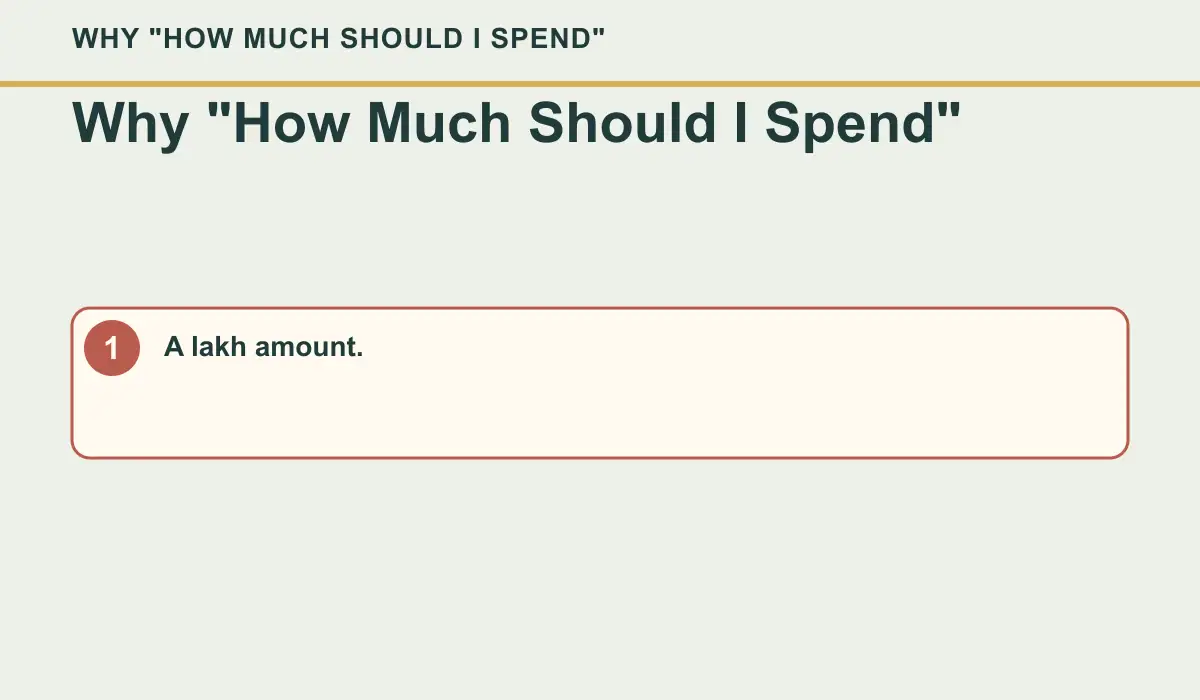 WHY "HOW MUCH SHOULD I SPEND"
Why "How Much Should I Spend"
1 A lakh amount.